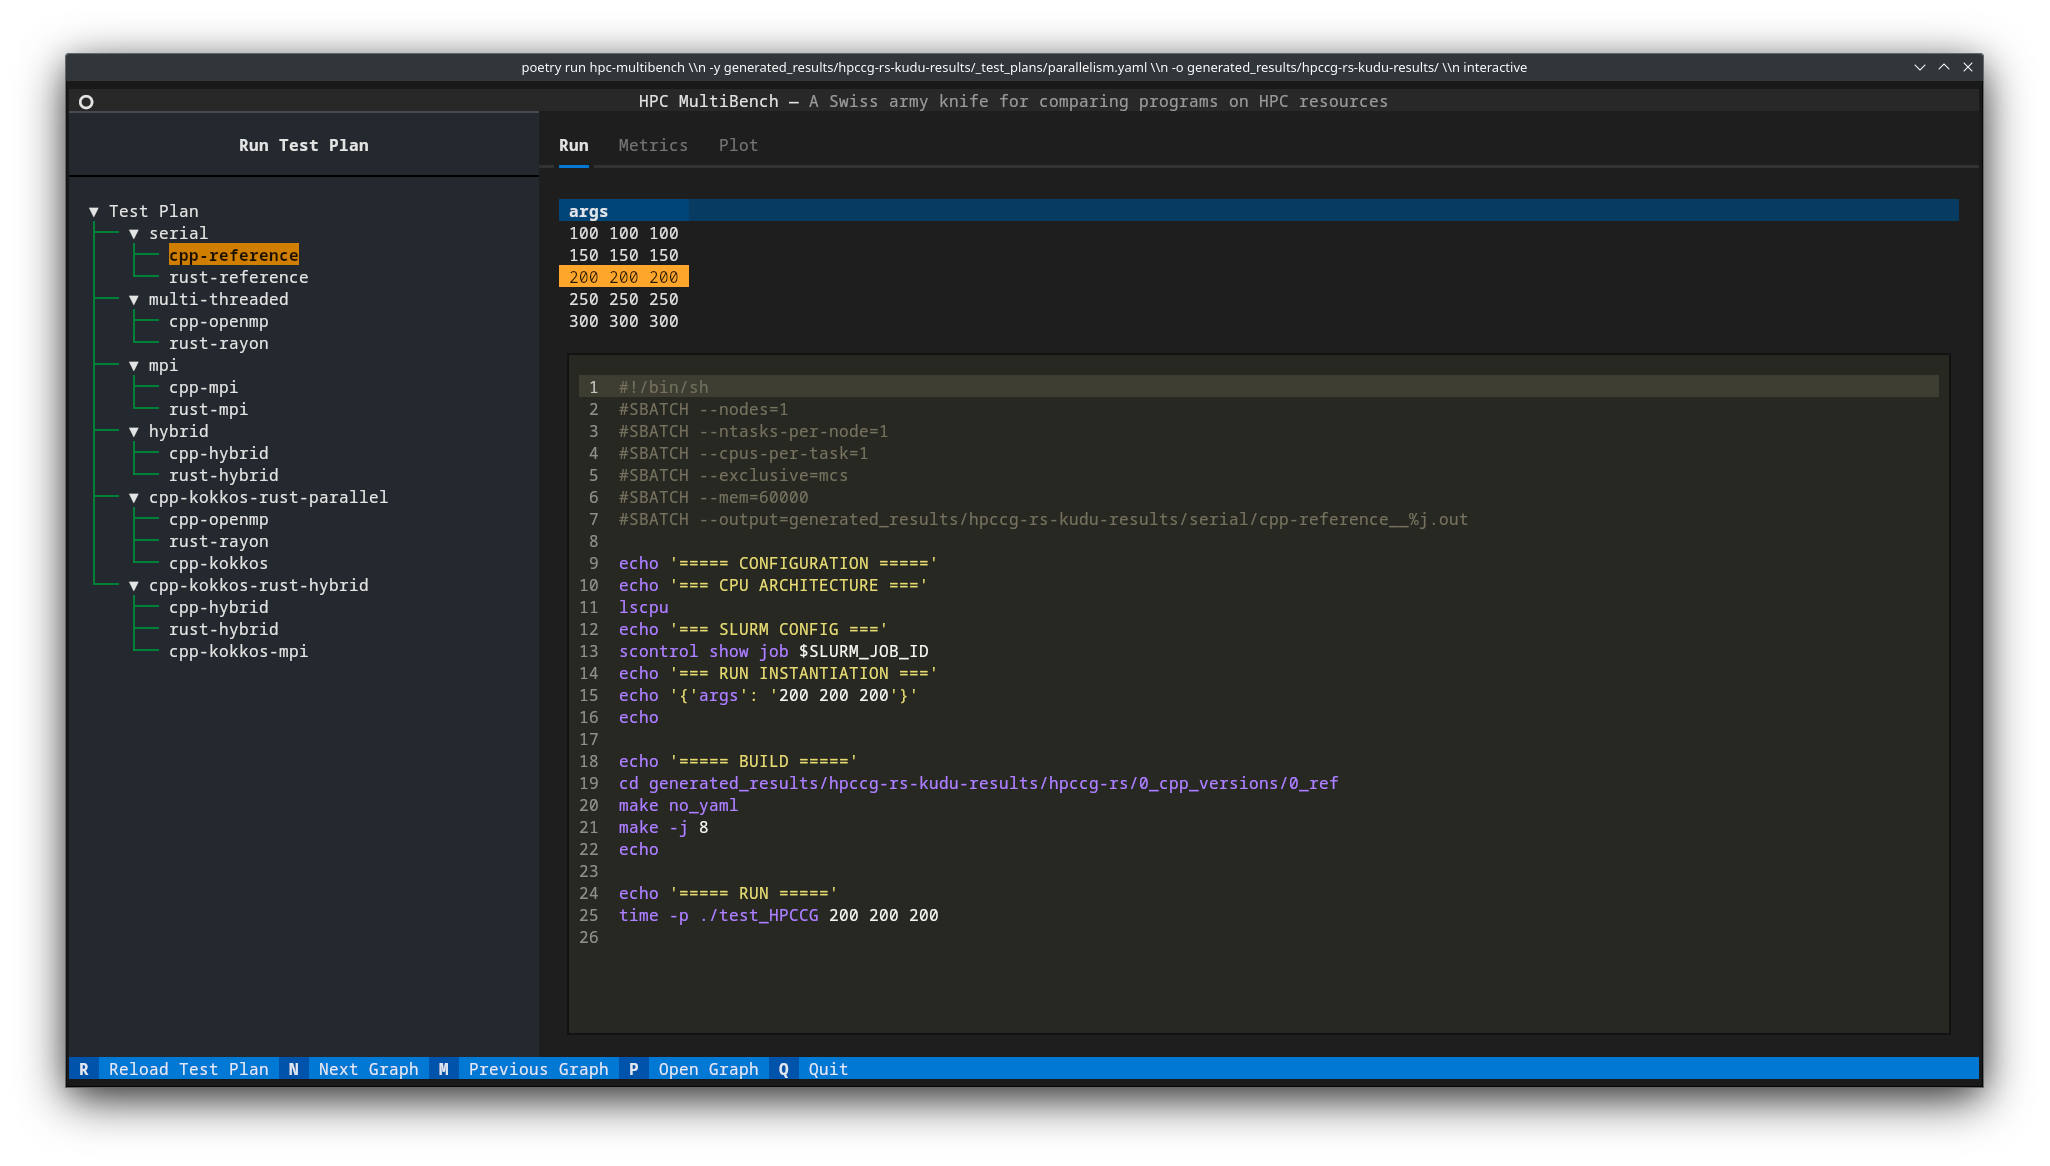 poetry run hpc-multibench \\n -y generated_results/hpccg-rs-kudu-results/_test_plans/parallelism.yaml \\n -o generated_results/hpccg-rs-kudu-results/ \\n interactive
HPC MultiBench — A Swiss army knife for comparing programs on HPC resources
Run Test Plan
▼ Test Plan
▼ serial
cpp-reference
rust-reference
▼ multi-threaded
cpp-openmp
rust-rayon
▼ mpi
cpp-mpi
rust-mpi
▼ hybrid
cpp-hybrid
rust-hybrid
▼ cpp-kokkos-rust-parallel
cpp-openmp
rust-rayon
cpp-kokkos
▼ cpp-kokkos-rust-hybrid
cpp-hybrid
rust-hybrid
cpp-kokkos-mpi
Run Metrics Plot
args
100 100 100
150 150 150
200 200 200
250 250 250
300 300 300
1 #!/bin/sh
2 #SBATCH --nodes=1
3 #SBATCH --ntasks-per-node=1
4 #SBATCH --cpus-per-task=1
5 #SBATCH --exclusive=mcs
6 #SBATCH --mem=60000
7 #SBATCH --output=generated_results/hpccg-rs-kudu-results/serial/cpp-reference__%j.out
8
9 echo '===== CONFIGURATION ====='
10 echo '=== CPU ARCHITECTURE ==='
11 lscpu
12 echo '=== SLURM CONFIG ==='
13 scontrol show job $SLURM_JOB_ID
14 echo '=== RUN INSTANTIATION ==='
15 echo '{'args': '200 200 200'}'
16 echo
17
18 echo '===== BUILD ====='
19 cd generated_results/hpccg-rs-kudu-results/hpccg-rs/0_cpp_versions/0_ref
20 make no_yaml
21 make -j 8
22 echo
23
24 echo '===== RUN ====='
25 time -p ./test_HPCCG 200 200 200
26
R Reload Test Plan N Next Graph M Previous Graph P Open Graph Q Quit